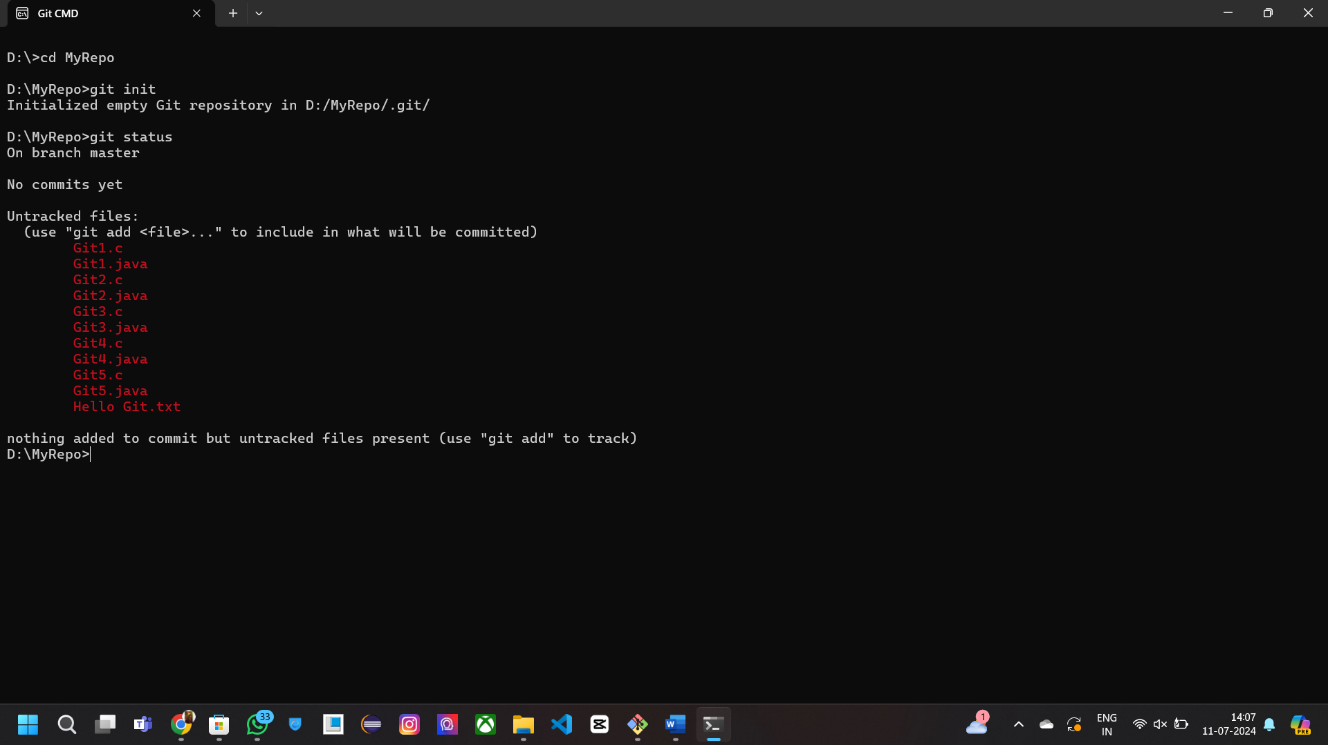 Git CMD
D:\>cd MyRepo
D:\MyRepo>git init
Initialized empty Git repository in D:/MyRepo/.git/
D:\MyRepo>git status
On branch master
No commits yet
Untracked files:
  (use "git add <file>..." to include in what will be committed)
        Git1.c
        Git1.java
        Git2.c
        Git2.java
        Git3.c
        Git3.java
        Git4.c
        Git4.java
        Git5.c
        Git5.java
        Hello Git.txt
nothing added to commit but untracked files present (use "git add" to track)
D:\MyRepo>
33
1
ENG
IN
14:07
11-07-2024
PRE